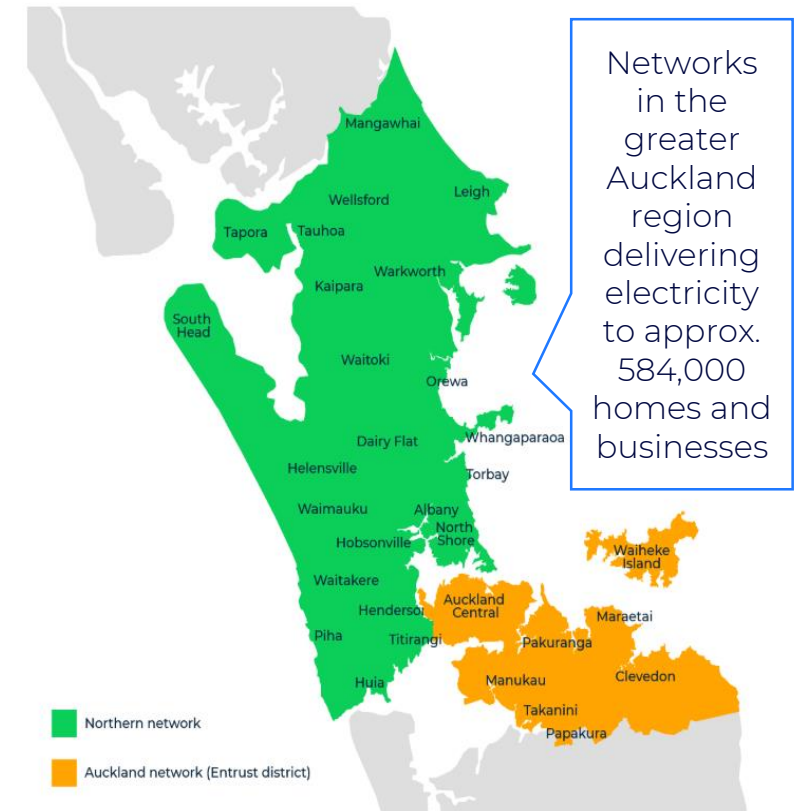 Networks
in the
greater
Auckland
region
delivering
electricity
to approx.
584,000
homes and
businesses
Mangawhai
Wellsford
Leigh
Tapora
Tauhoa
Warkworth
Kaipara
South
Head
Waitoki
Orewa
Dairy Flat
Whangaparaoa
Helensville
Torbay
Waimauku
Albany
North
Shore
Hobsonville
Waiheke
Island
Waitakere
Auckland
Central
Henderson
Maraetai
Piha
Titirangi
Pakuranga
Huia
Manukau
Clevedon
Takanini
Papakura
Northern network
Auckland network (Entrust district)